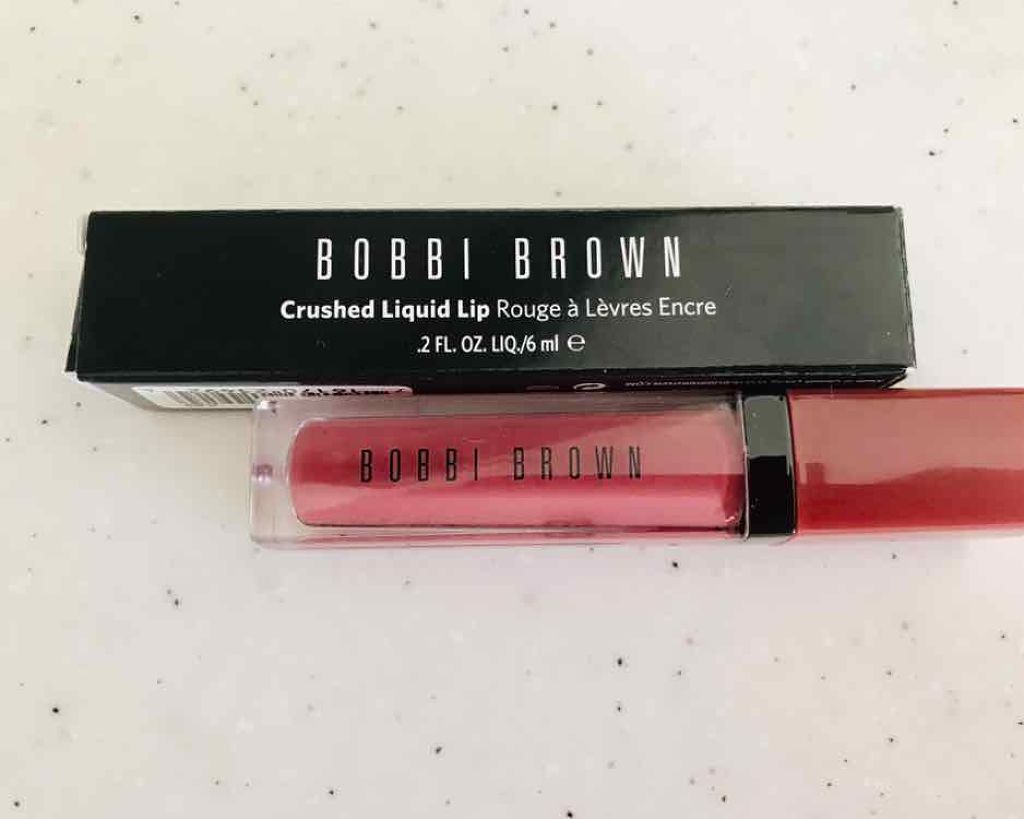 BOBBI BROWN
Crushed Liquid Lip Rouge à Lèvres Encre
.2 FL. OZ. LIQ./6 ml ℮
BOBBI BROWN